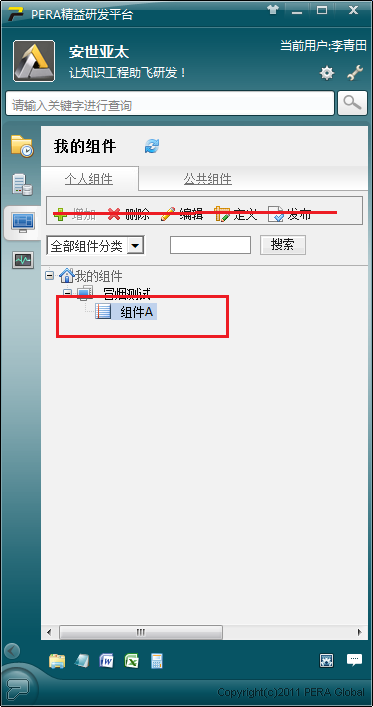 PERA精益研发平台
安世亚太
当前用户:李青田
让知识工程助飞研发！
请输入关键字进行查询
我的组件
个人组件 公共组件
增加 删除 编辑 定义 发布
全部组件分类 搜索
我的组件
冒烟测试
组件A
Copyright(c)2011 PERA Global